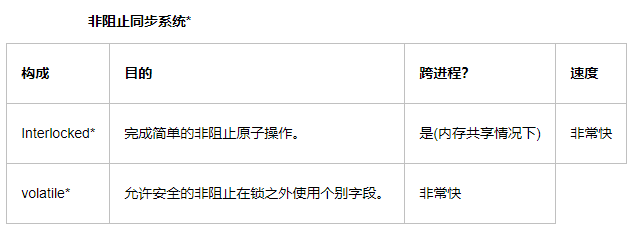 非阻止同步系统*
构成 目的 跨进程? 速度
Interlocked* 完成简单的非阻止原子操作。 是(内存共享情况下) 非常快
volatile* 允许安全的非阻止在锁之外使用个别字段。 非常快